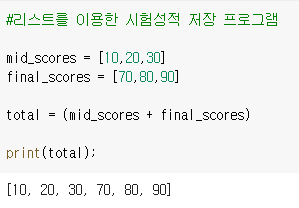 #리스트를 이용한 시험성적 저장 프로그램
mid_scores = [10,20,30]
final_scores = [70,80,90]
total = (mid_scores + final_scores)
print(total);
[10, 20, 30, 70, 80, 90]